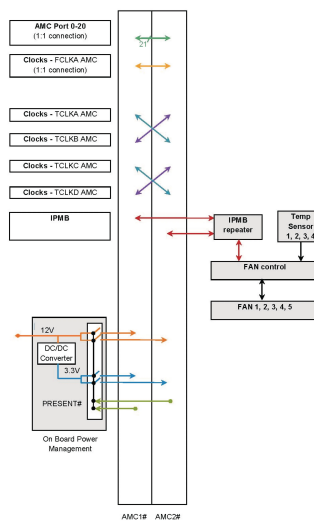 AMC Port 0-20
(1:1 connection)
21
Clocks - FCLKA AMC
(1:1 connection)
Clocks - TCLKA AMC
Clocks - TCLKB AMC
Clocks - TCLKC AMC
Clocks - TCLKD AMC
IPMB
IPMB
repeater
Temp
Sensor
1, 2, 3, 4
FAN control
FAN 1, 2, 3, 4, 5
12V
DC/DC
Converter
3.3V
PRESENT#
On Board Power
Management
AMC1# AMC2#